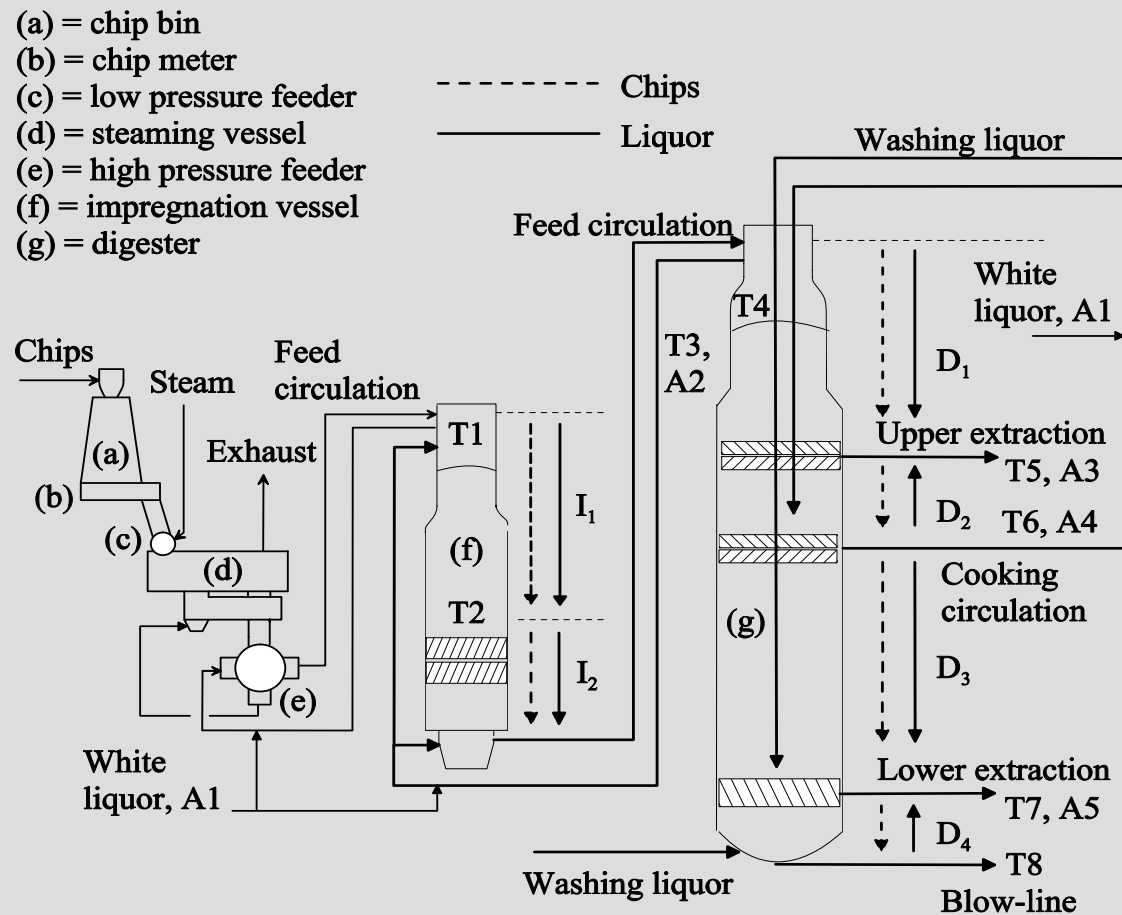 (a) = chip bin
(b) = chip meter
(c) = low pressure feeder
(d) = steaming vessel
(e) = high pressure feeder
(f) = impregnation vessel
(g) = digester
Chips
Liquor
Washing liquor
Feed circulation
White
liquor, A1
T4
T3,
A2
D₁
Chips
Steam
Feed
circulation
Exhaust
(a)
(b)
(c)
(d)
(e)
T1
I₁
(f)
T2
I₂
Upper extraction
T5, A3
D₂
T6, A4
Cooking
circulation
(g)
D₃
White
liquor, A1
Lower extraction
T7, A5
D₄
Washing liquor
T8
Blow-line